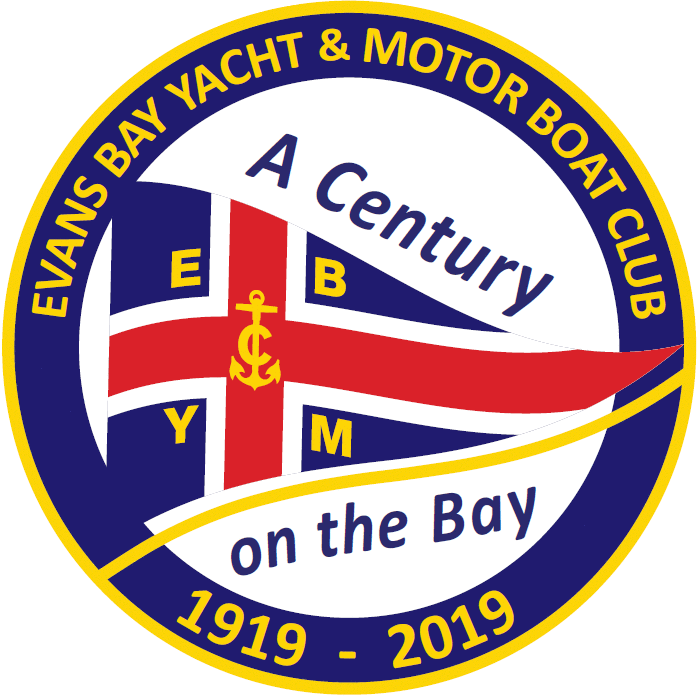 EVANS BAY YACHT & MOTOR BOAT CLUB
A Century
E B
C
Y M
on the Bay
1919 - 2019